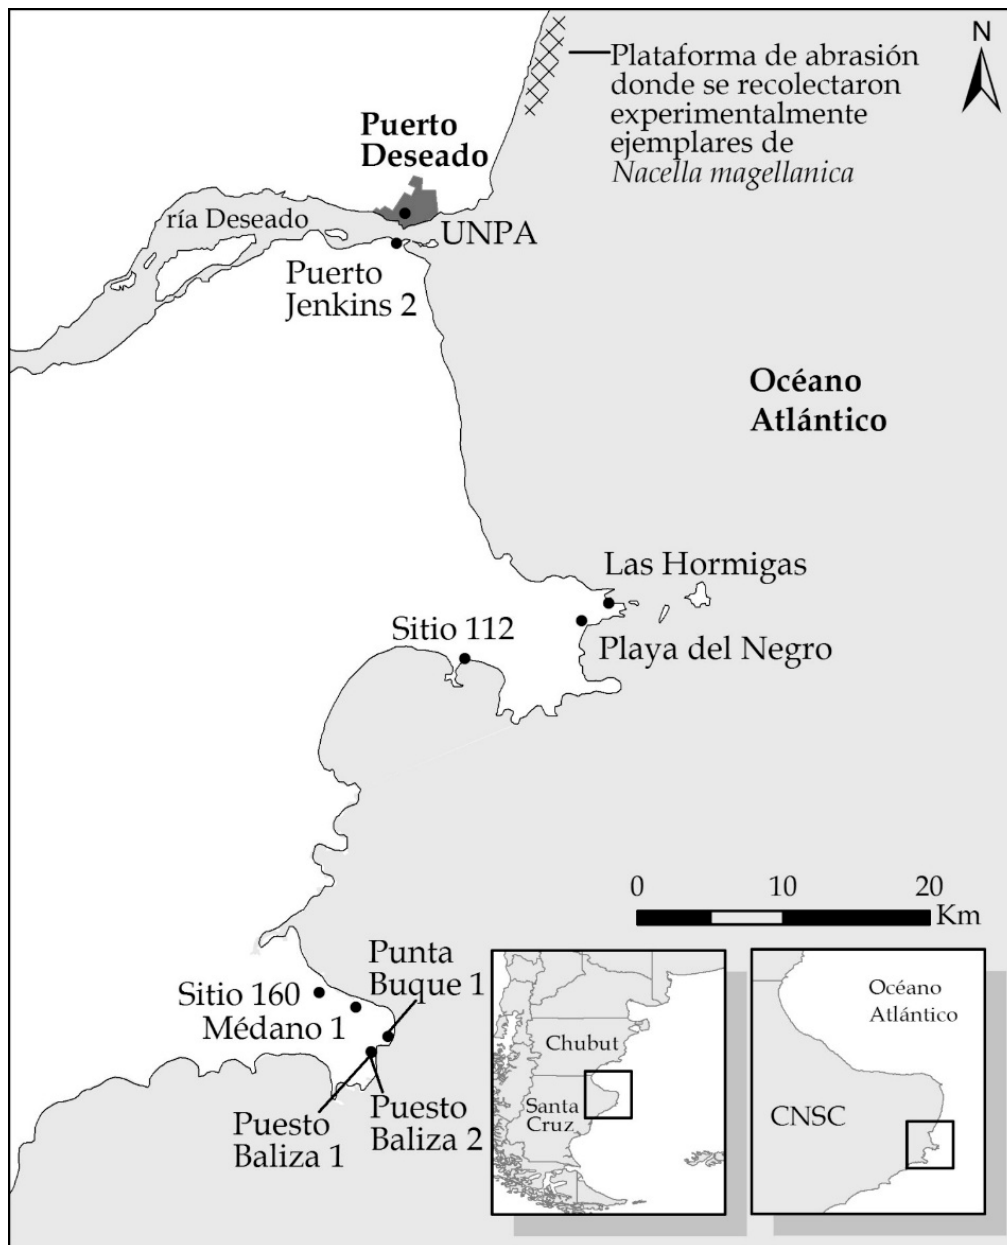 N
Plataforma de abrasión
donde se recolectaron
experimentalmente
ejemplares de
Nacella magellanica
Puerto
Deseado
ría Deseado
UNPA
Puerto
Jenkins 2
Océano
Atlántico
Las Hormigas
Sitio 112
Playa del Negro
0 10 20
Km
Punta
Buque 1
Sitio 160
Médano 1
Puesto
Baliza 1
Puesto
Baliza 2
Chubut
Santa
Cruz
Océano
Atlántico
CNSC